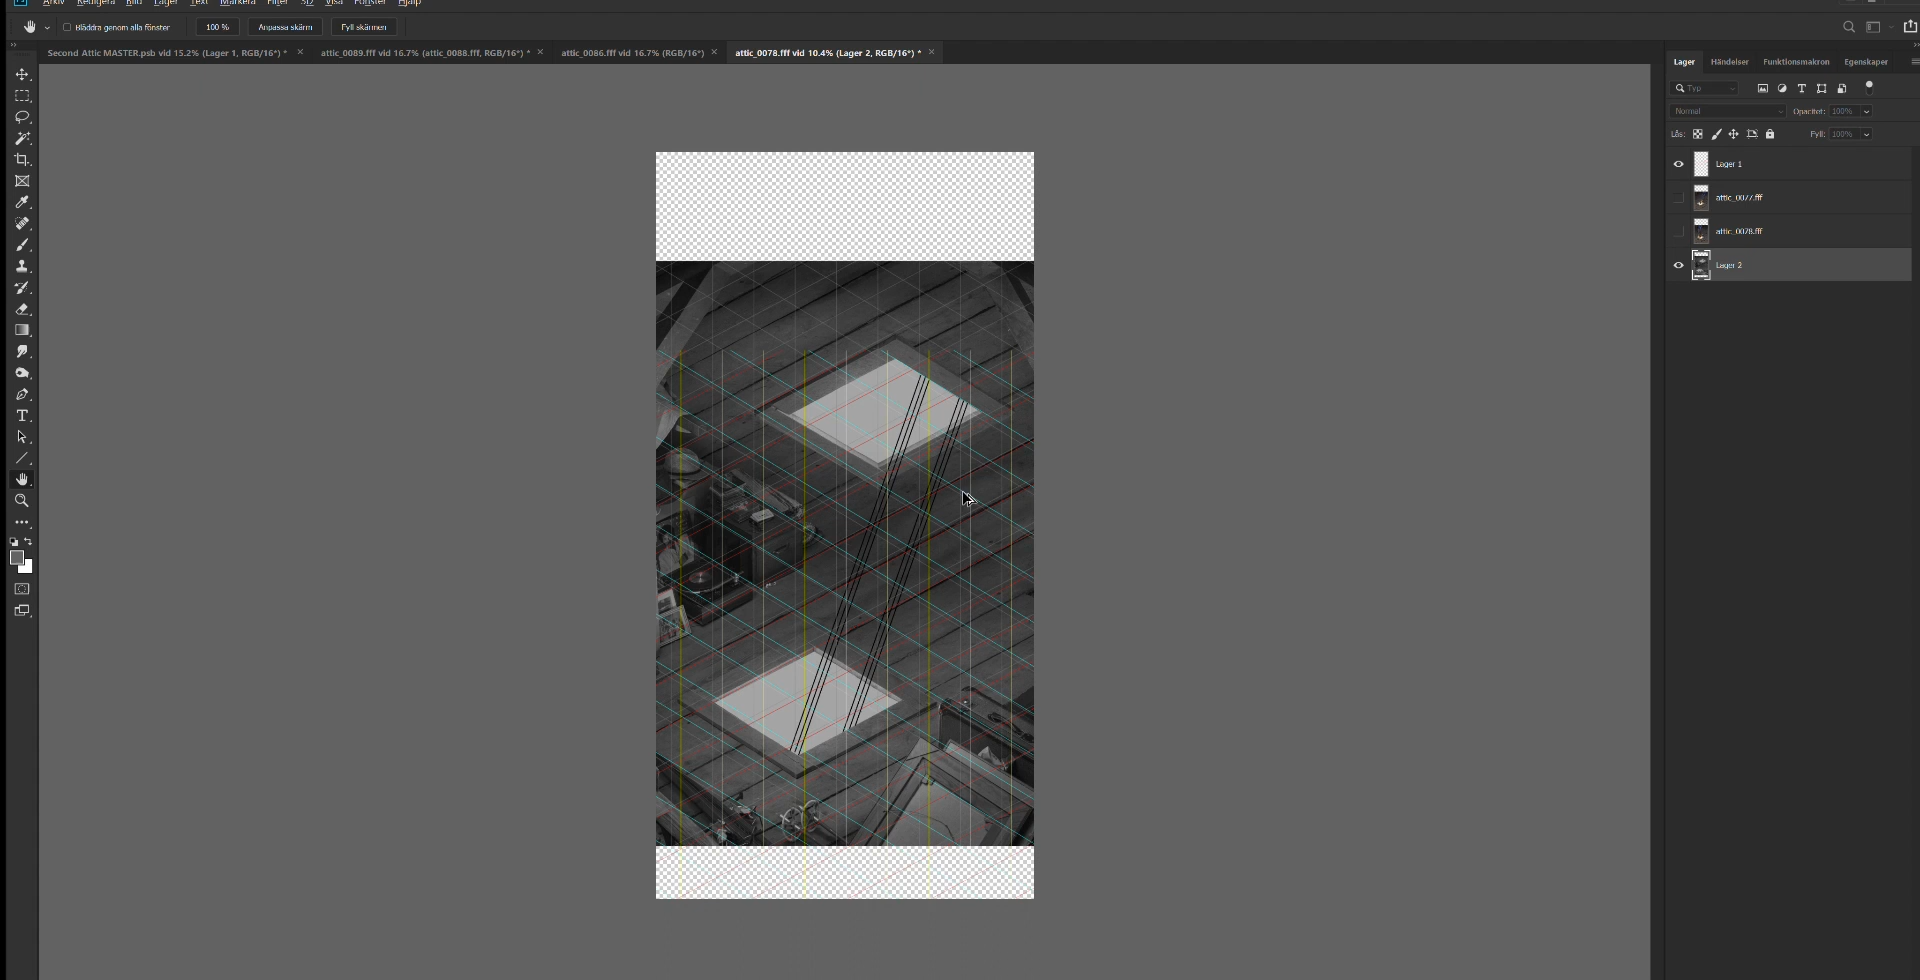 Arkiv Redigera Bild Lager Text Markera Filter 3D Visa Fönster Hjälp
Bläddra genom alla fönster 100 % Anpassa skärm Fyll skärmen
Second Attic MASTER.psb vid 15.2% (Lager 1, RGB/16*) * attic_0089.fff vid 16.7% (attic_0088.fff, RGB/16*) * attic_0086.fff vid 16.7% (RGB/16*) attic_0078.fff vid 10.4% (Lager 2, RGB/16*) *
Lager Händelser Funktionsmakron Egenskaper
Typ
Normal Opacitet: 100%
Lås: Fyll: 100%
Lager 1
attic_0077.fff
attic_0078.fff
Lager 2